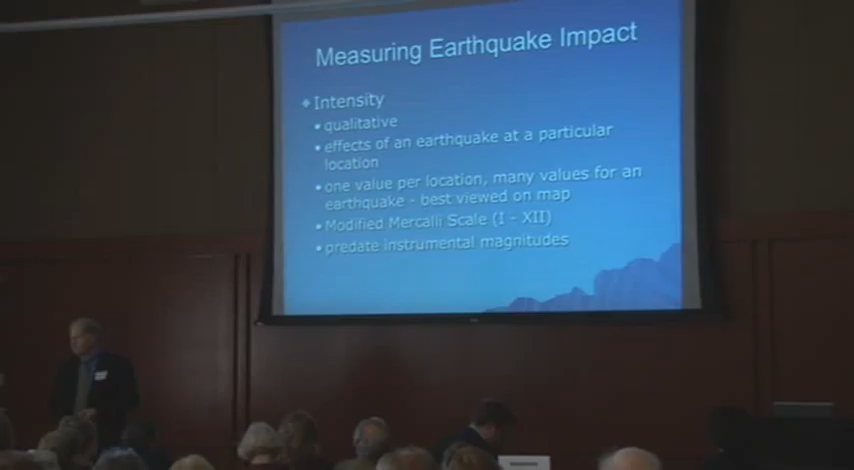 Measuring Earthquake Impact
Intensity
qualitative
effects of an earthquake at a particular
location
one value per location, many values for an
earthquake - best viewed on map
Modified Mercalli Scale (I - XII)
predate instrumental magnitudes